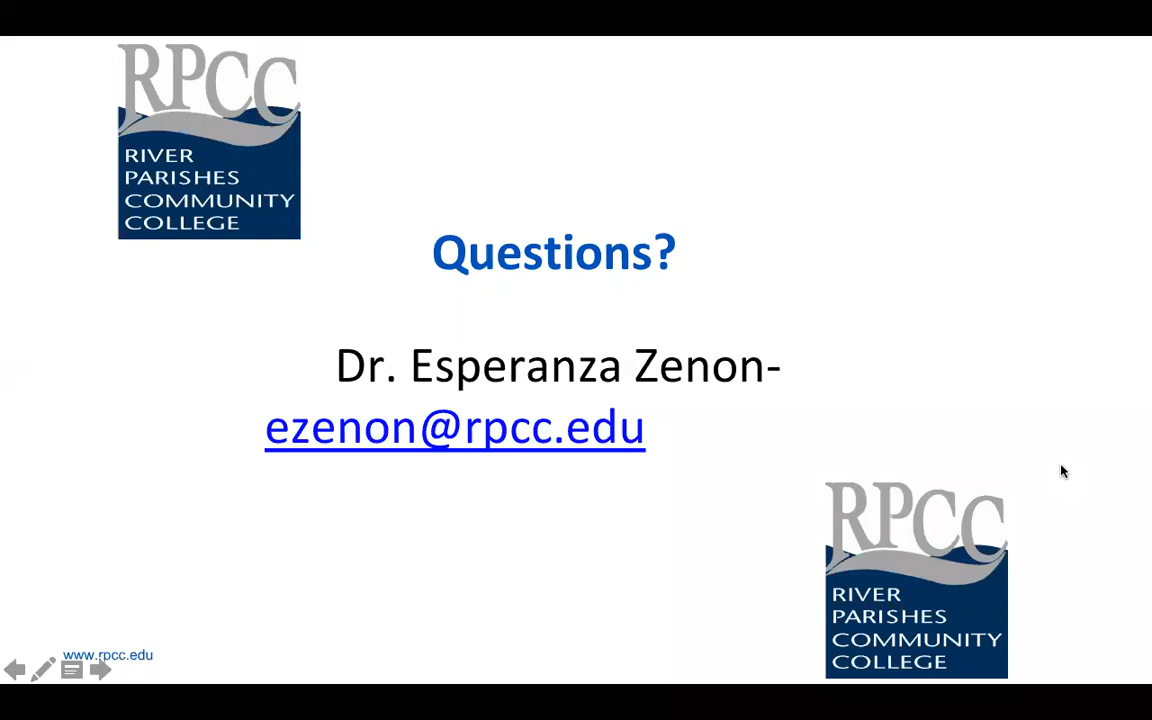 RPCC
RIVER
PARISHES
COMMUNITY
COLLEGE
Questions?
Dr. Esperanza Zenon-
ezenon@rpcc.edu
RPCC
RIVER
PARISHES
COMMUNITY
COLLEGE
www.rpcc.edu